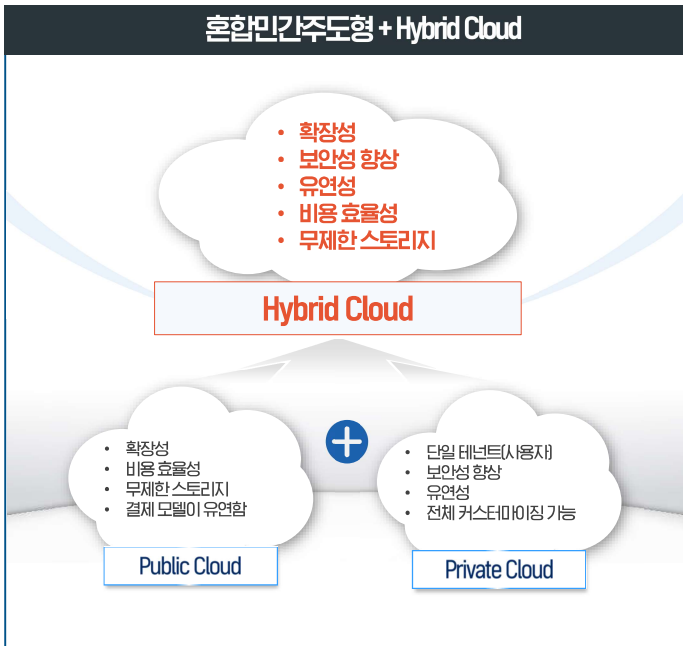 혼합민간주도형 + Hybrid Cloud
• 확장성
• 보안성 향상
• 유연성
• 비용 효율성
• 무제한 스토리지
Hybrid Cloud
• 확장성
• 비용 효율성
• 무제한 스토리지
• 결제 모델이 유연함
Public Cloud
• 단일 테넌트(사용자)
• 보안성 향상
• 유연성
• 전체 커스터마이징 가능
Private Cloud